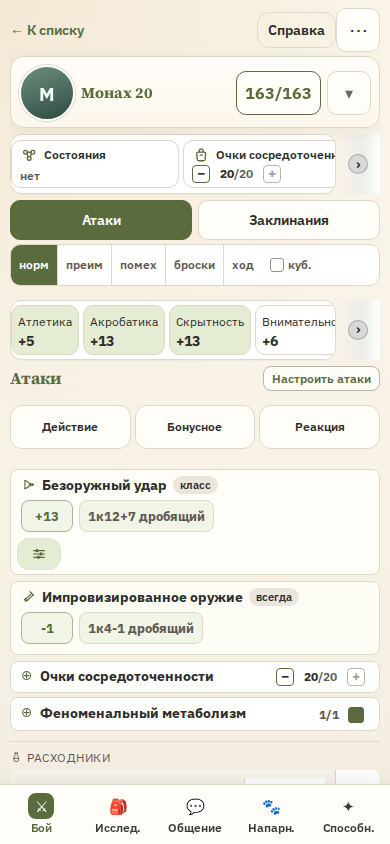 ← К списку
Справка
...
М
Монах 20
163/163
▼
Состояния
нет
Очки сосредоточенн
− 20/20 +
Атаки
Заклинания
норм преим помех броски ход куб.
Атлетика +5
Акробатика +13
Скрытность +13
Внимательно +6
Атаки
Настроить атаки
Действие
Бонусное
Реакция
Безоружный удар класс
+13 1к12+7 дробящий
Импровизированное оружие всегда
-1 1к4-1 дробящий
Очки сосредоточенности − 20/20 +
Феноменальный метаболизм 1/1
РАСХОДНИКИ
Бой
Исслед.
Общение
Напарн.
Способн.